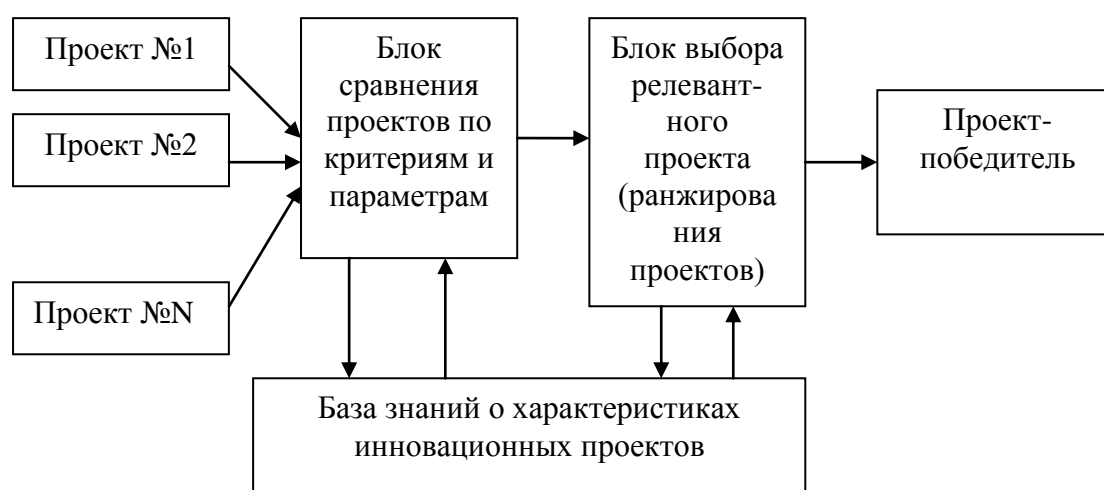 Проект №1
Проект №2
Проект №N
Блок
сравнения
проектов по
критериям и
параметрам
Блок выбора
релевант-
ного
проекта
(ранжирова
ния
проектов)
Проект-
победитель
База знаний о характеристиках
инновационных проектов